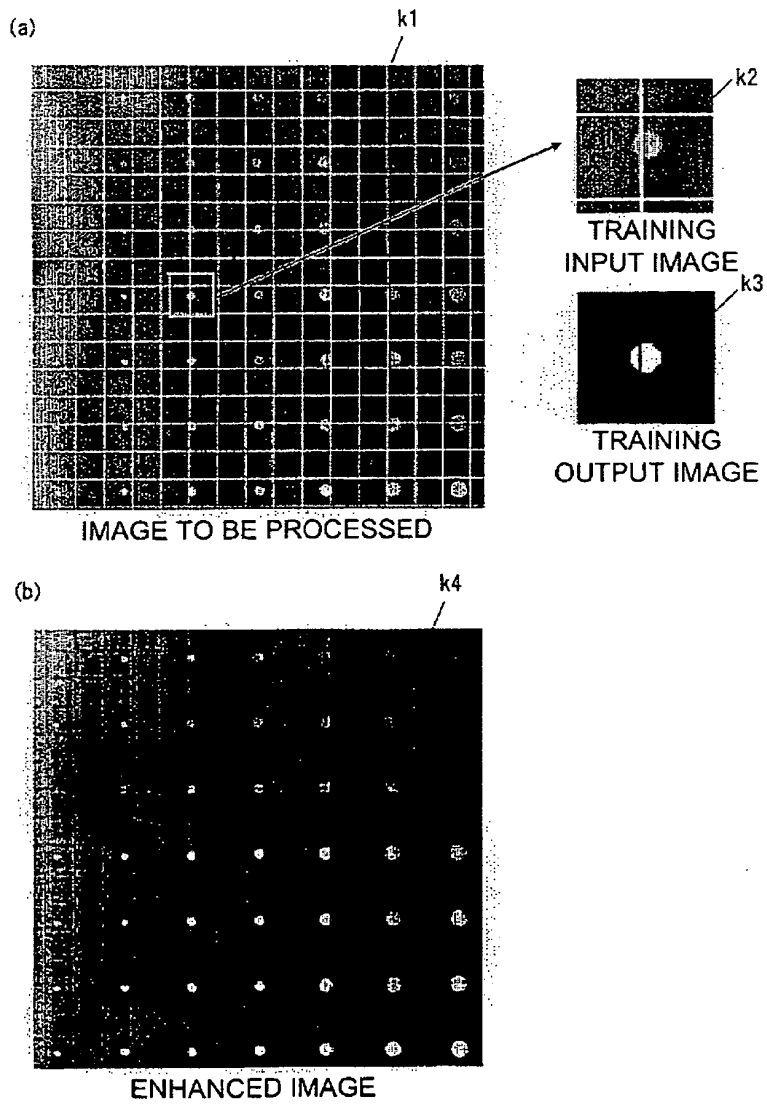 (a)
k1
k2
TRAINING
INPUT IMAGE
k3
TRAINING
OUTPUT IMAGE
IMAGE TO BE PROCESSED
(b)
k4
ENHANCED IMAGE